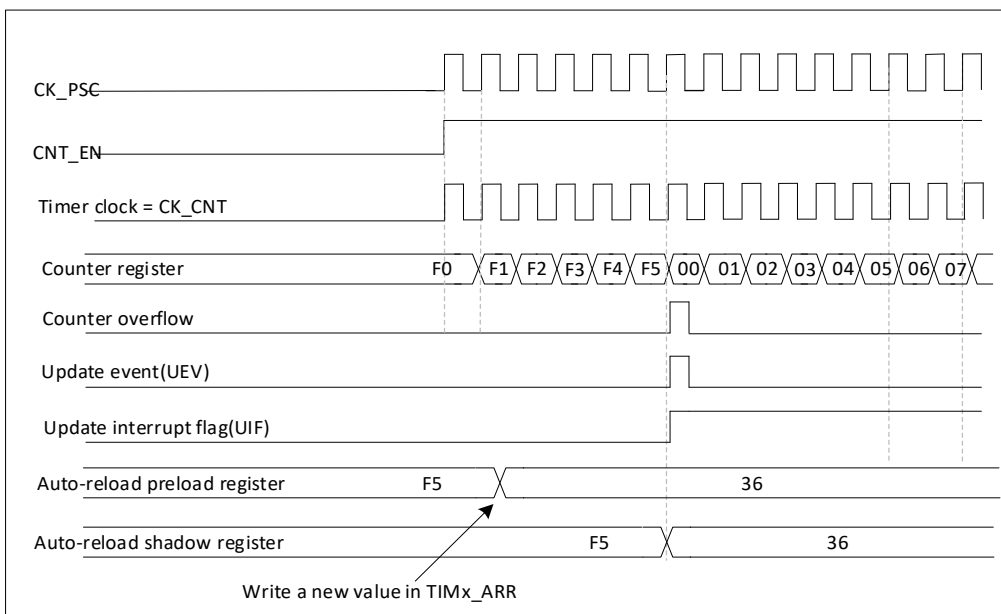 CK_PSC
CNT_EN
Timer clock = CK_CNT
Counter register F0 F1 F2 F3 F4 F5 00 01 02 03 04 05 06 07
Counter overflow
Update event(UEV)
Update interrupt flag(UIF)
Auto-reload preload register F5 36
Auto-reload shadow register F5 36
Write a new value in TIMx_ARR